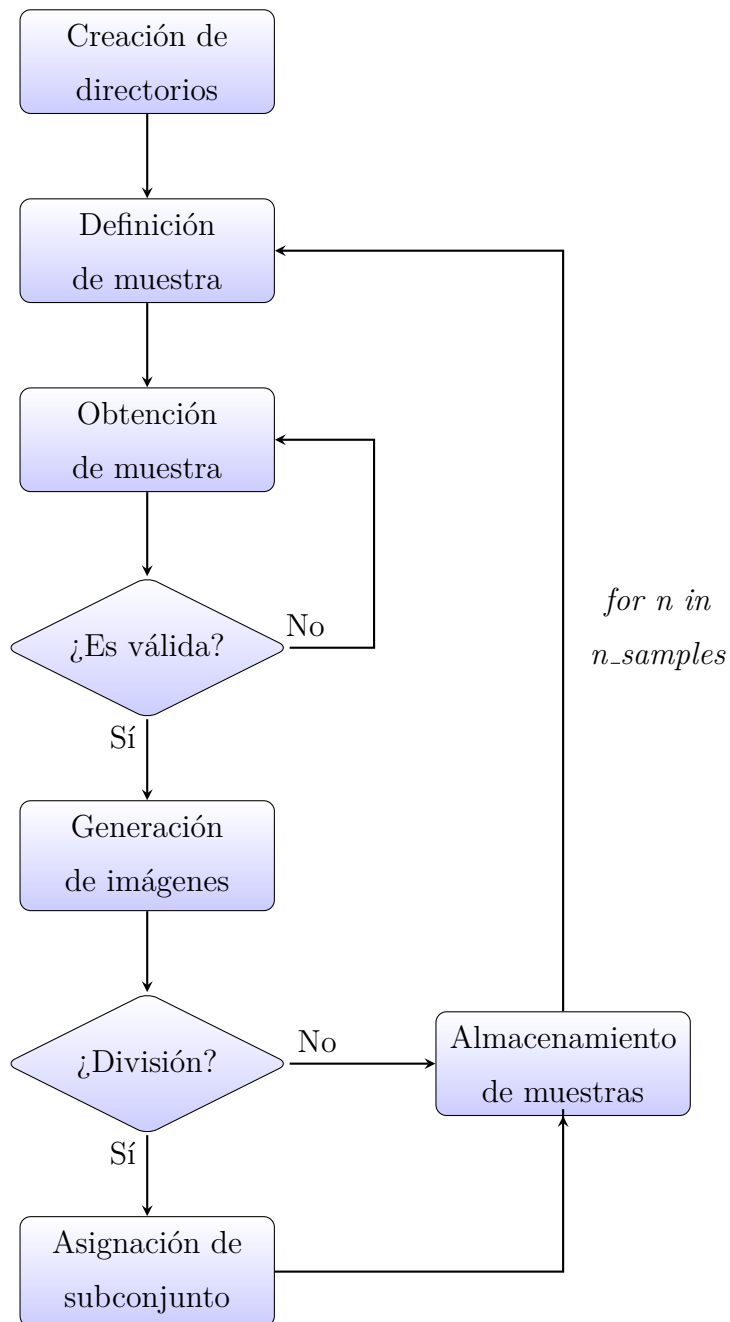 Creación de
directorios
Definición
de muestra
Obtención
de muestra
¿Es válida?
No
Sí
for n in
n_samples
Generación
de imágenes
¿División?
No
Sí
Almacenamiento
de muestras
Asignación de
subconjunto